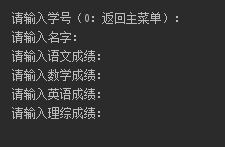 请输入学号（0：返回主菜单）：
请输入名字：
请输入语文成绩：
请输入数学成绩：
请输入英语成绩：
请输入理综成绩：